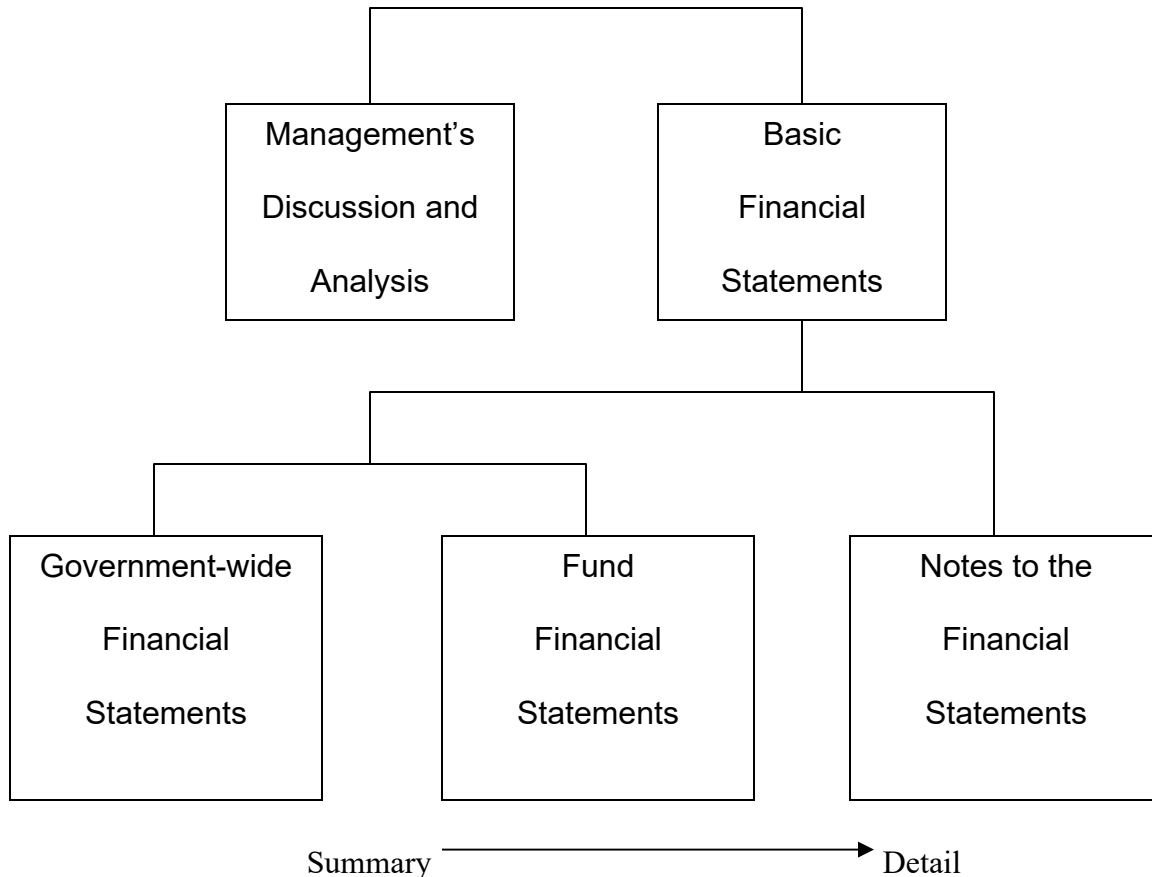 Management’s
Discussion and
Analysis
Basic
Financial
Statements
Government-wide
Financial
Statements
Fund
Financial
Statements
Notes to the
Financial
Statements
Summary
Detail